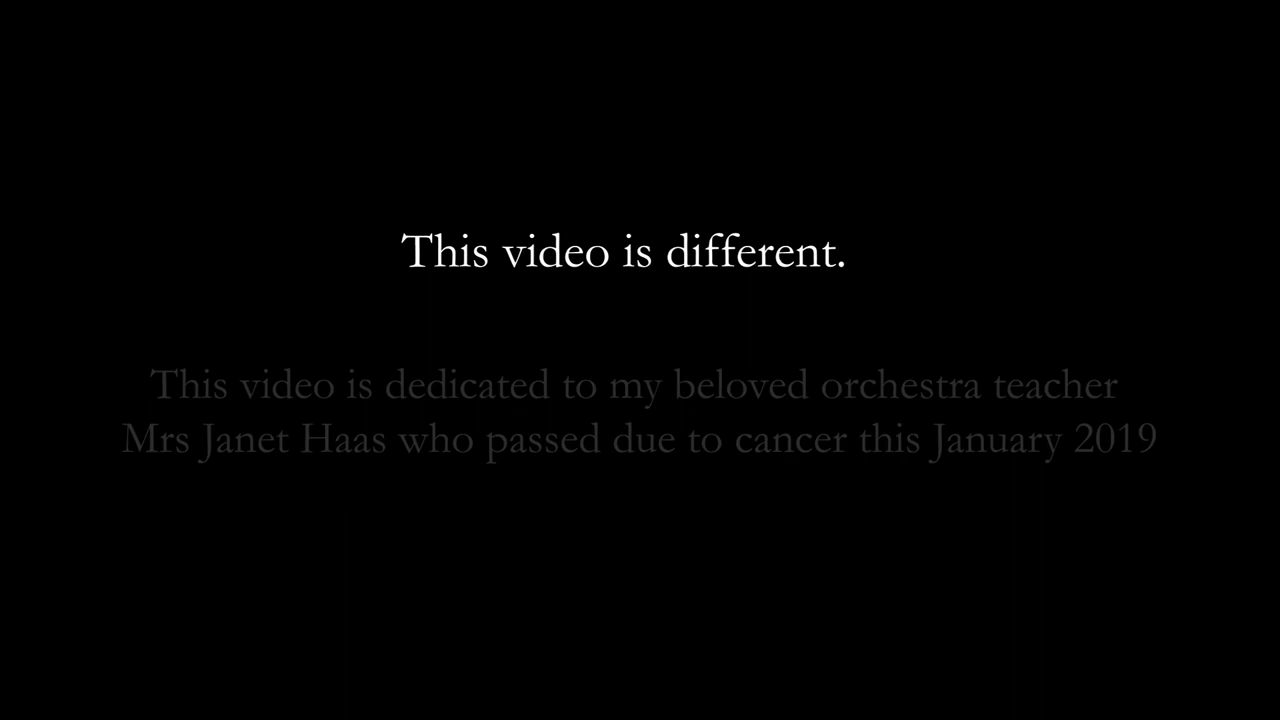 This video is different.
This video is dedicated to my beloved orchestra teacher
Mrs Janet Haas who passed due to cancer this January 2019